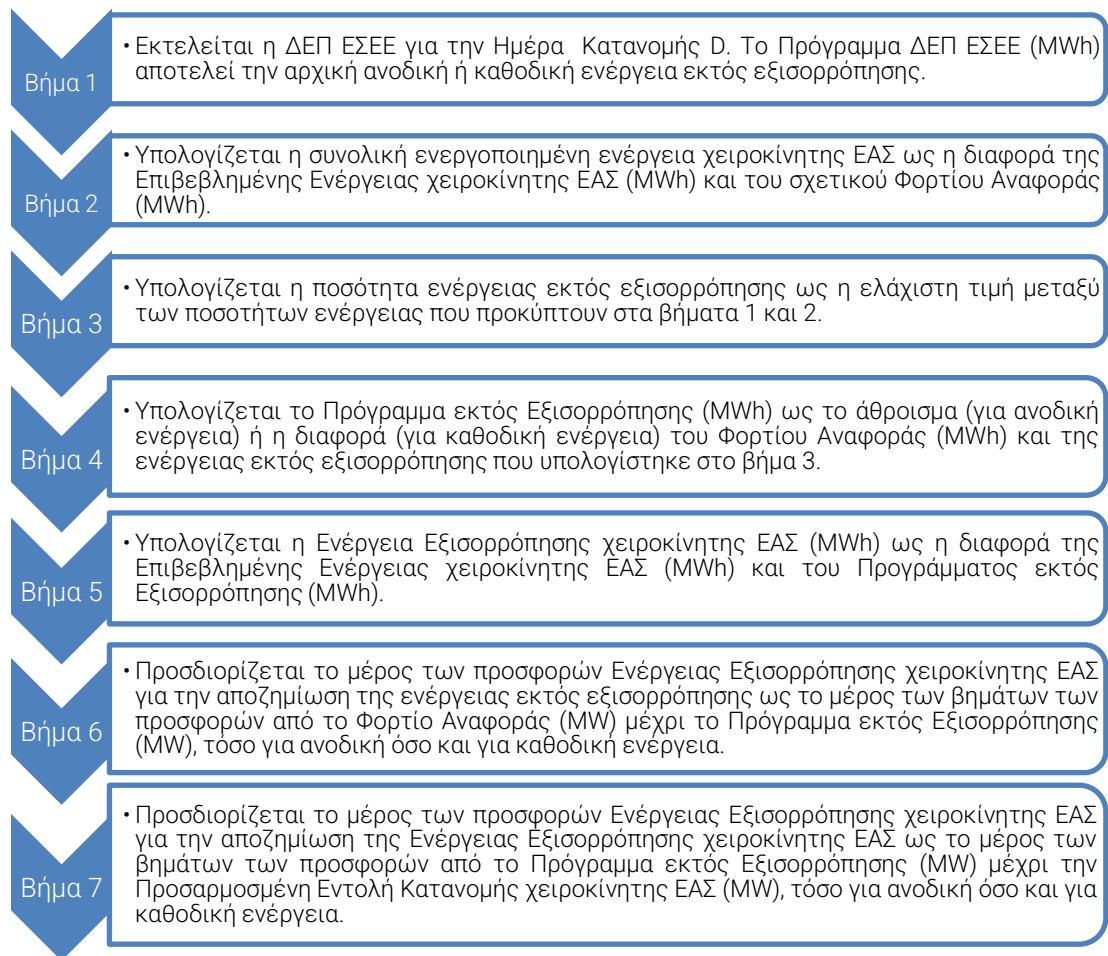 Βήμα 1
• Εκτελείται η ΔΕΠ ΕΣΕΕ για την Ημέρα Κατανομής D. Το Πρόγραμμα ΔΕΠ ΕΣΕΕ (MWh)
αποτελεί την αρχική ανοδική ή καθοδική ενέργεια εκτός εξισορρόπησης.
Βήμα 2
• Υπολογίζεται η συνολική ενεργοποιημένη ενέργεια χειροκίνητης ΕΑΣ ως η διαφορά της
Επιβεβλημένης Ενέργειας χειροκίνητης ΕΑΣ (MWh) και του σχετικού Φορτίου Αναφοράς
(MWh).
Βήμα 3
• Υπολογίζεται η ποσότητα ενέργειας εκτός εξισορρόπησης ως η ελάχιστη τιμή μεταξύ
των ποσοτήτων ενέργειας που προκύπτουν στα βήματα 1 και 2.
Βήμα 4
• Υπολογίζεται το Πρόγραμμα εκτός Εξισορρόπησης (MWh) ως το άθροισμα (για ανοδική
ενέργεια) ή η διαφορά (για καθοδική ενέργεια) του Φορτίου Αναφοράς (MWh) και της
ενέργειας εκτός εξισορρόπησης που υπολογίστηκε στο βήμα 3.
Βήμα 5
• Υπολογίζεται η Ενέργεια Εξισορρόπησης χειροκίνητης ΕΑΣ (MWh) ως η διαφορά της
Επιβεβλημένης Ενέργειας χειροκίνητης ΕΑΣ (MWh) και του Προγράμματος εκτός
Εξισορρόπησης (MWh).
Βήμα 6
• Προσδιορίζεται το μέρος των προσφορών Ενέργειας Εξισορρόπησης χειροκίνητης ΕΑΣ
για την αποζημίωση της ενέργειας εκτός εξισορρόπησης ως το μέρος των βημάτων των
προσφορών από το Φορτίο Αναφοράς (MW) μέχρι το Πρόγραμμα εκτός Εξισορρόπησης
(MW), τόσο για ανοδική όσο και για καθοδική ενέργεια.
Βήμα 7
• Προσδιορίζεται το μέρος των προσφορών Ενέργειας Εξισορρόπησης χειροκίνητης ΕΑΣ
για την αποζημίωση της Ενέργειας Εξισορρόπησης χειροκίνητης ΕΑΣ ως το μέρος των
βημάτων των προσφορών από το Πρόγραμμα εκτός Εξισορρόπησης (MW) μέχρι την
Προσαρμοσμένη Εντολή Κατανομής χειροκίνητης ΕΑΣ (MW), τόσο για ανοδική όσο και για
καθοδική ενέργεια.